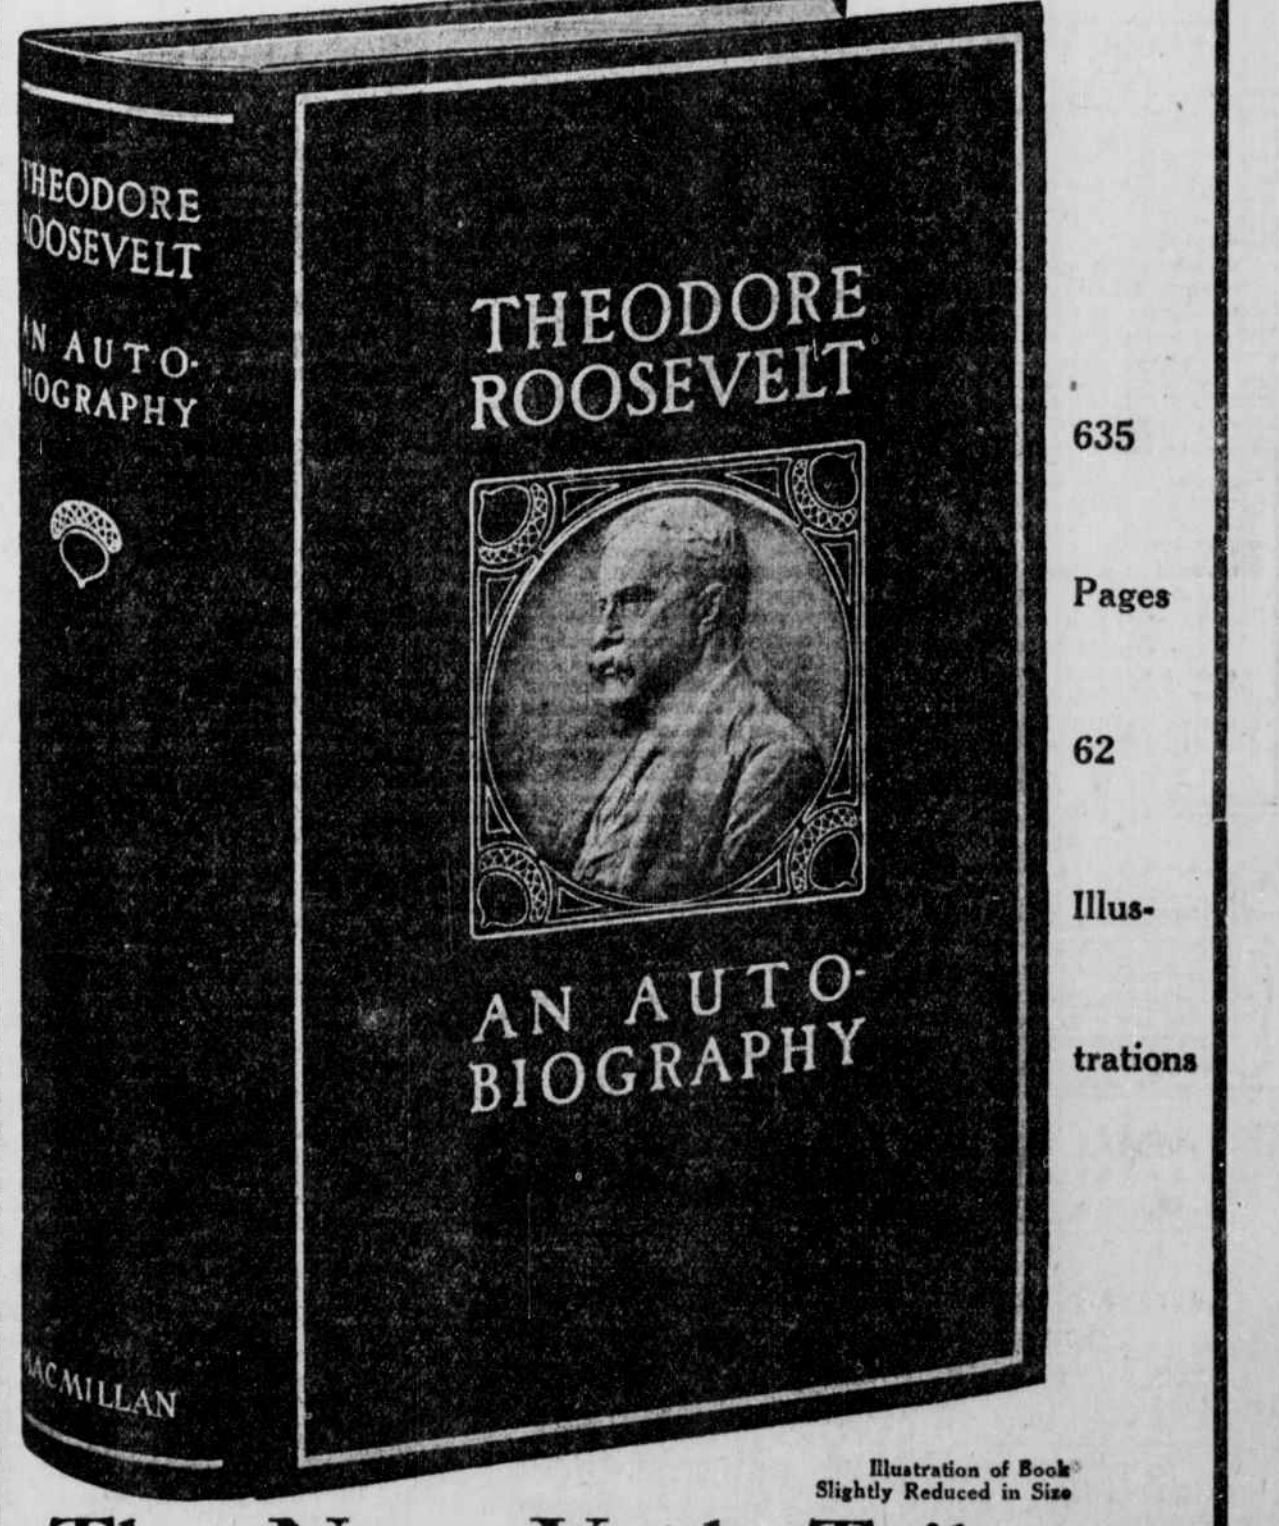 THEODORE
ROOSEVELT
AN AUTO-
BIOGRAPHY
MACMILLAN
THEODORE
ROOSEVELT
AN AUTO-
BIOGRAPHY
635
Pages
62
Illus-
trations
Illustration of Book
Slightly Reduced in Size